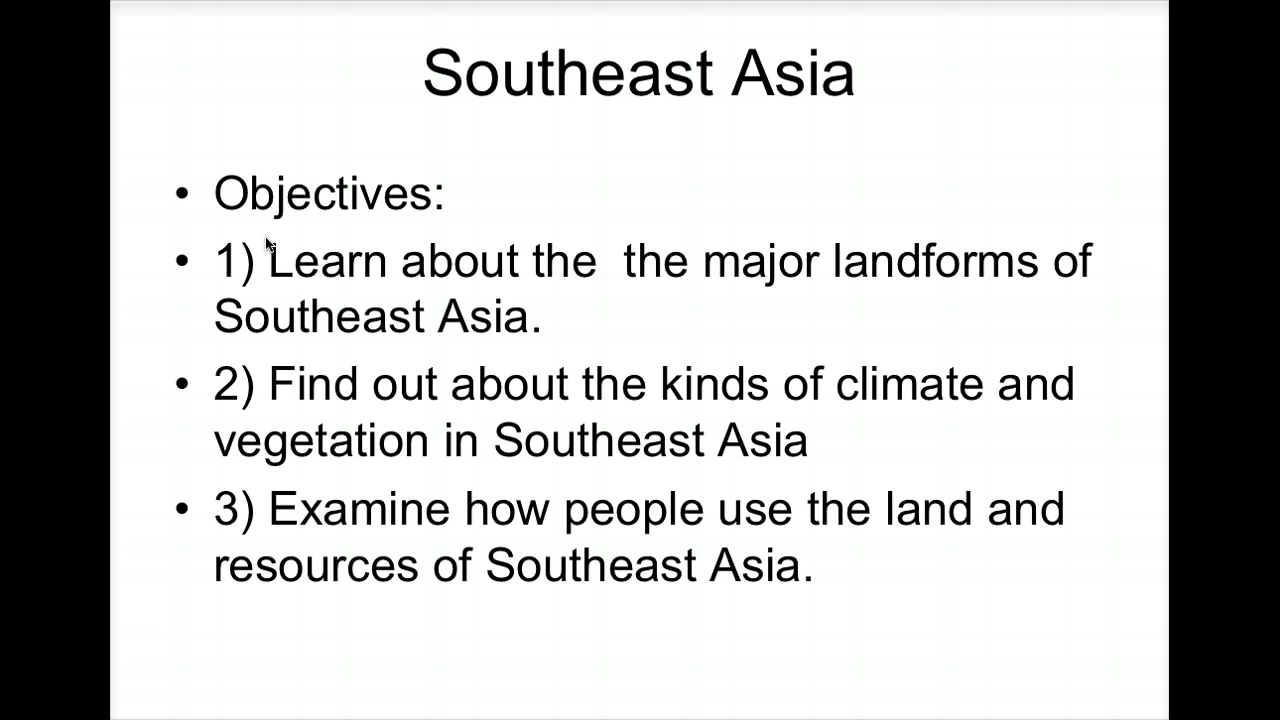 Southeast Asia
• Objectives:
• 1) Learn about the  the major landforms of
Southeast Asia.
• 2) Find out about the kinds of climate and
vegetation in Southeast Asia
• 3) Examine how people use the land and
resources of Southeast Asia.